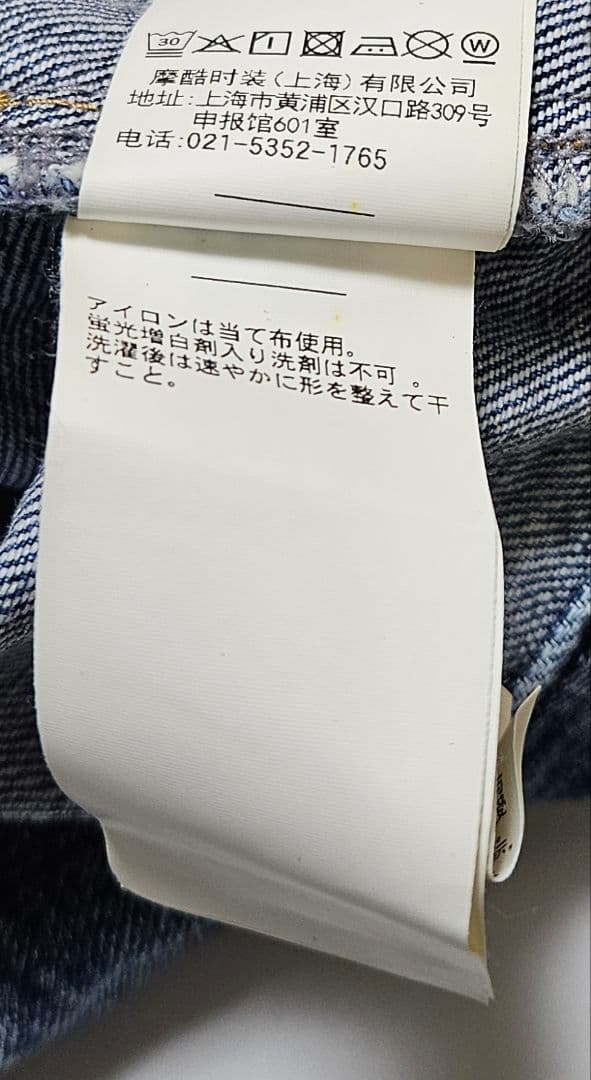 30
W
摩酷时装(上海)有限公司
地址:上海市黄浦区汉口路309号
申报馆601室
电话:021-5352-1765
アイロンは当て布使用。
蛍光増白剤入り洗剤は不可 。
洗濯後は速やかに形を整えて干
すこと。